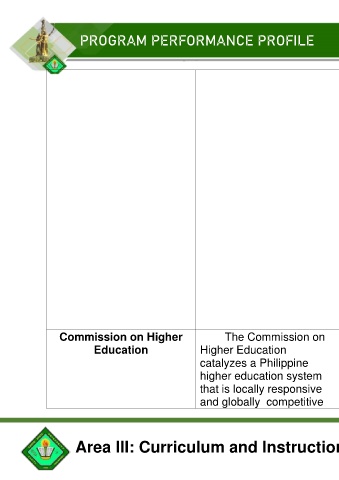 PROGRAM PERFORMANCE PROFILE
Commission on Higher
Education
The Commission on
Higher Education
catalyzes a Philippine
higher education system
that is locally responsive
and globally competitive
Area III: Curriculum and Instruction